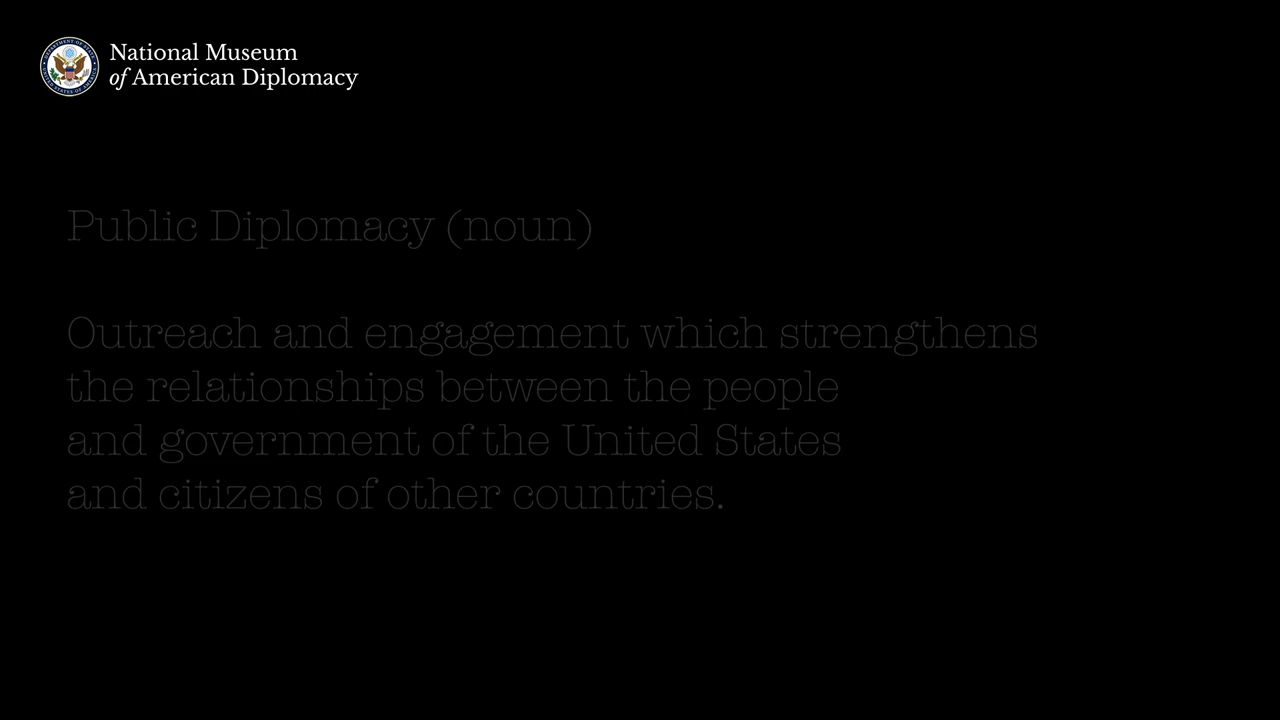 National Museum
of American Diplomacy
Public Diplomacy (noun)
Outreach and engagement which strengthens
the relationships between the people
and government of the United States
and citizens of other countries.